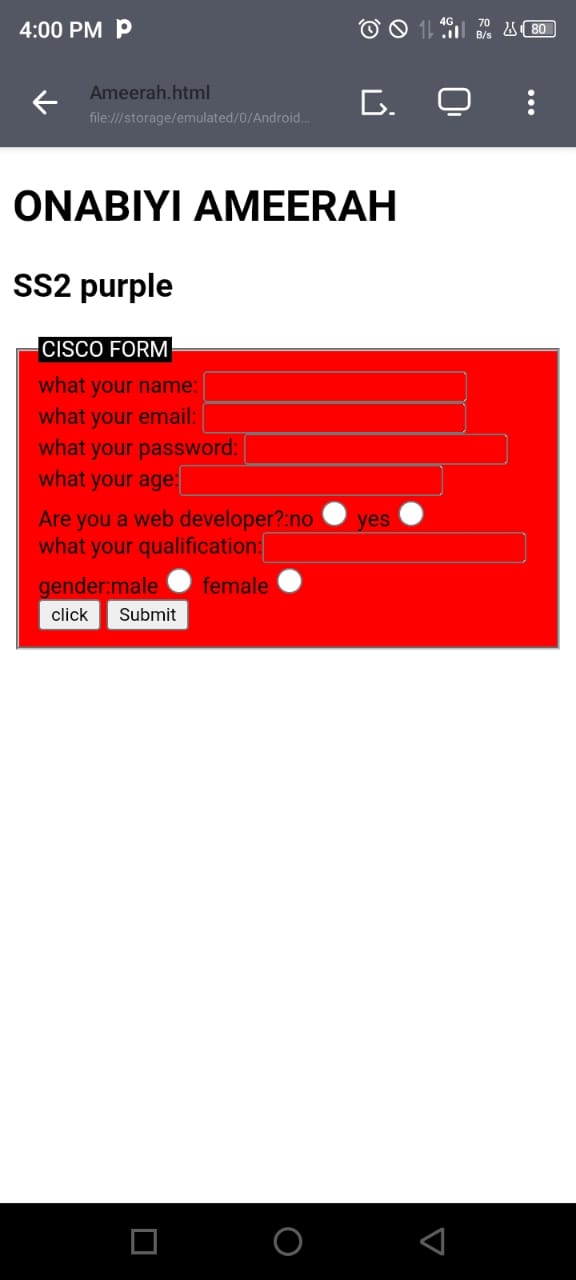 4:00 PM
4G 70 B/s 80
Ameerah.html
file:///storage/emulated/0/Android...
ONABIYI AMEERAH
SS2 purple
CISCO FORM
what your name:
what your email:
what your password:
what your age:
Are you a web developer?:no yes
what your qualification:
gender:male female
click Submit